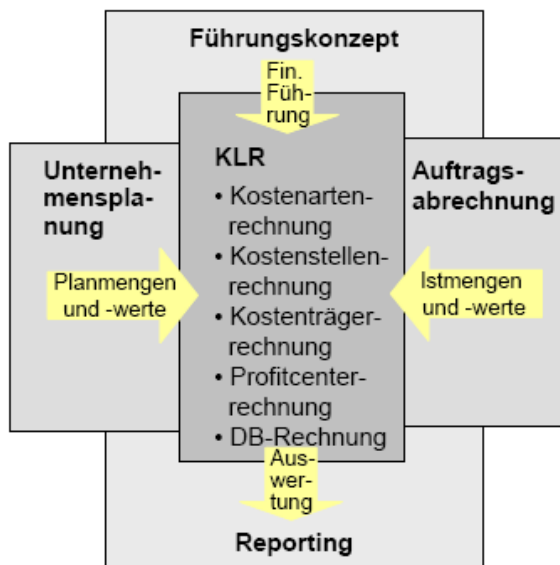 Führungskonzept
Fin.
Füh-
rung
Unterneh-
menspla-
nung
Planmengen
und -werte
KLR
• Kostenarten-
rechnung
• Kostenstellen-
rechnung
• Kostenträger-
rechnung
• Profitcenter-
rechnung
• DB-Rechnung
Auftrags-
abrechnung
Istmengen
und -werte
Aus-
wer-
tung
Reporting